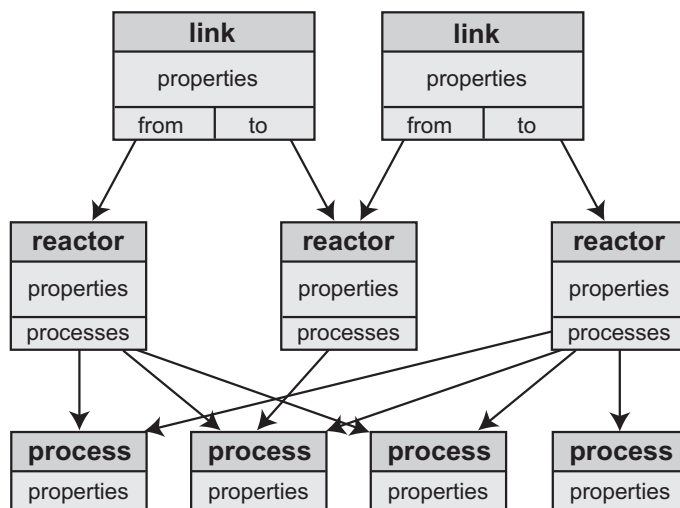 link link
properties properties
from to from to
reactor reactor reactor
properties properties properties
processes processes processes
process process process process
properties properties properties properties